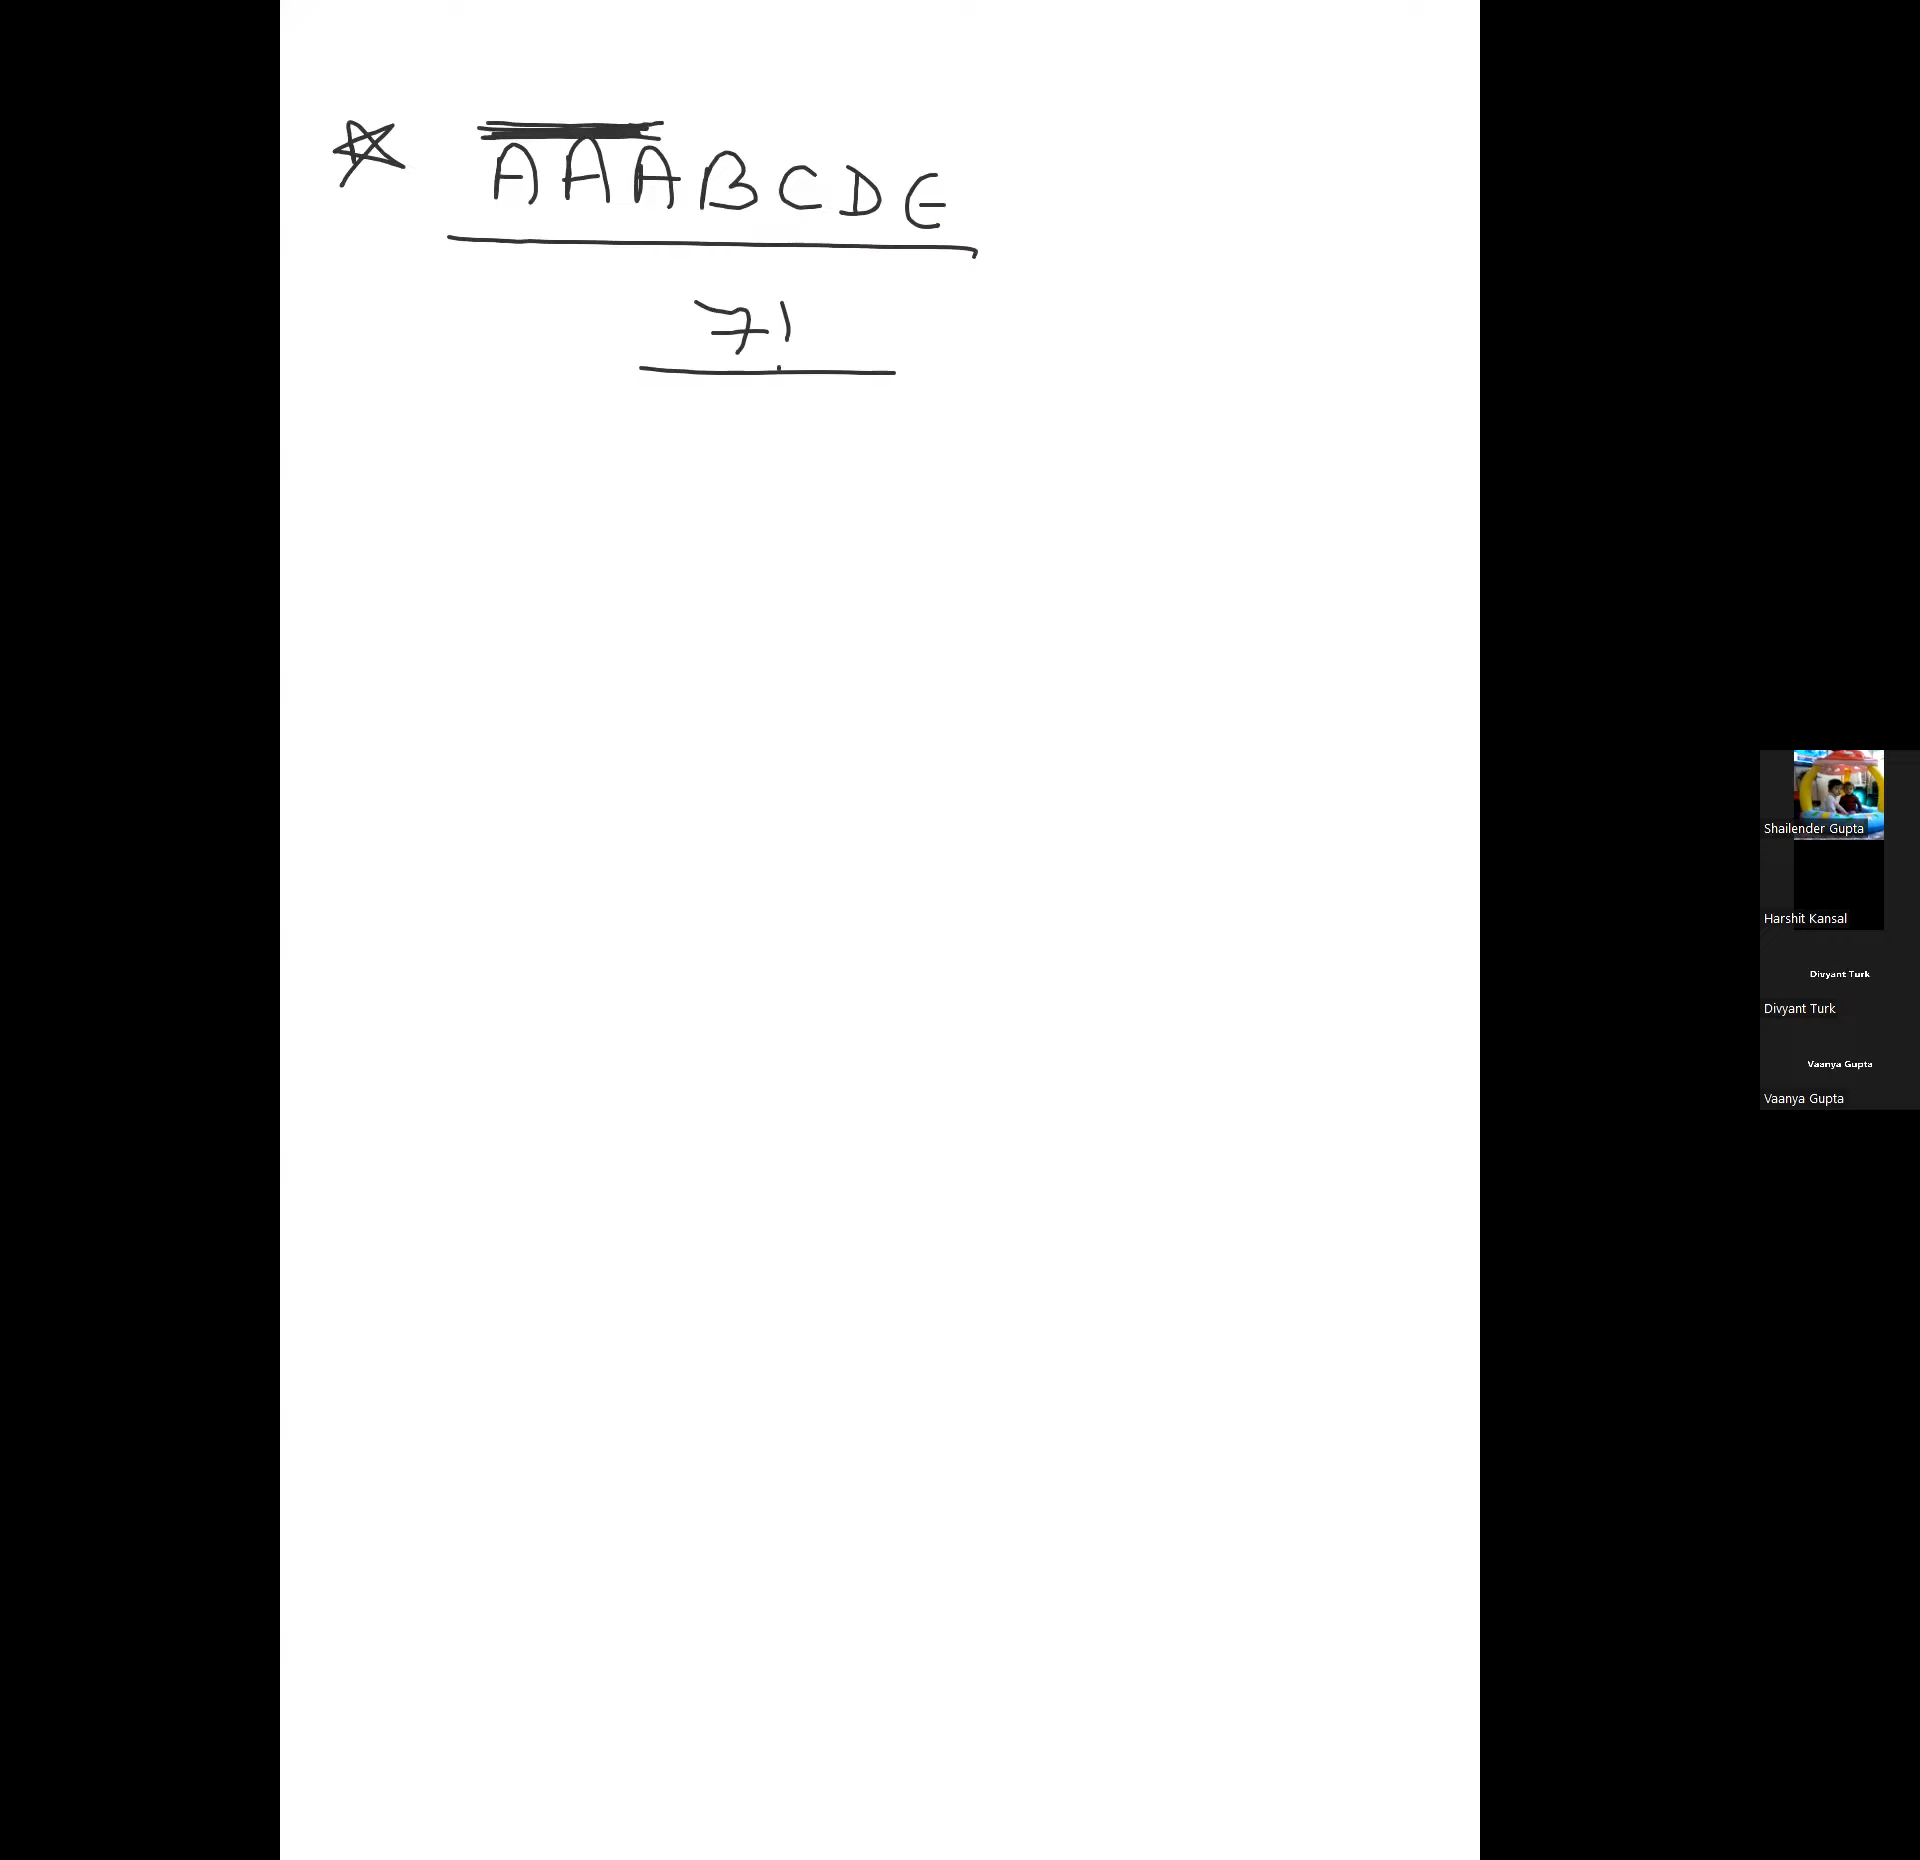 AAABCDE
7!
Shailender Gupta
Harshit Kansal
Divyant Turk
Divyant Turk
Vaanya Gupta
Vaanya Gupta